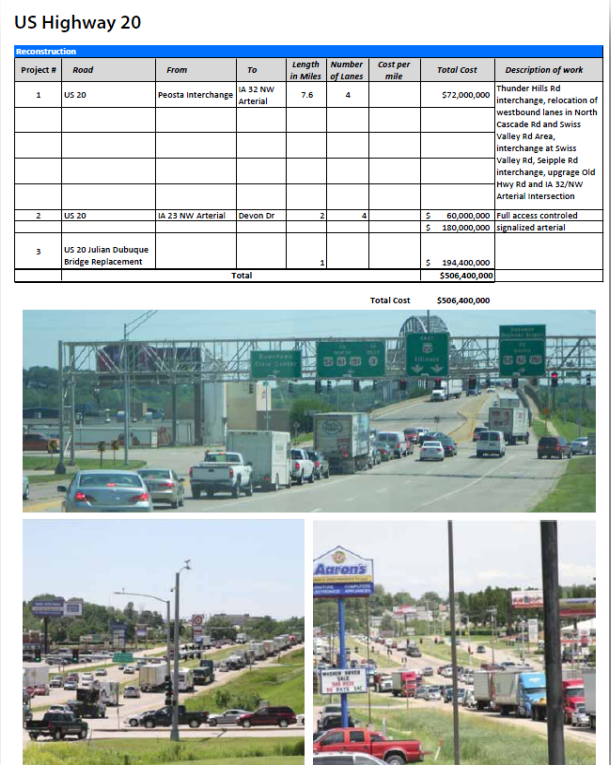 US Highway 20
Reconstruction
Project # Road From To Length in Miles Number of Lanes Cost per mile Total Cost Description of work
1 US 20 Peosta Interchange IA 32 NW Arterial 7.6 4 $72,000,000 Thunder Hills Rd
interchange, relocation of
westbound lanes in North
Cascade Rd and Swiss
Valley Rd Area,
interchange at Swiss
Valley Rd, Seipple Rd
interchange, upgrage Old
Hwy Rd and IA 32/NW
Arterial Intersection
2 US 20 IA 23 NW Arterial Devon Dr 2 4 $ 60,000,000 Full access controled
$ 180,000,000 signalized arterial
3 US 20 Julian Dubuque
Bridge Replacement 1 $ 194,400,000
Total $506,400,000
Total Cost $506,400,000
EAST
Aaron's